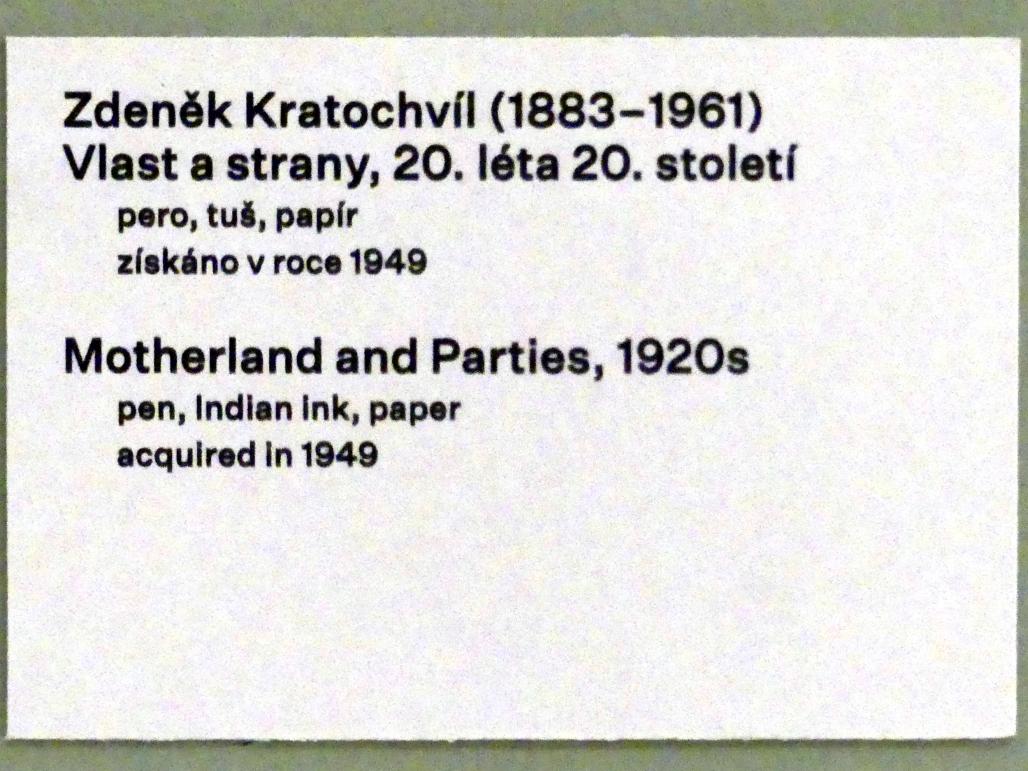 Zdeněk Kratochvíl (1883–1961)
Vlast a strany, 20. léta 20. století
pero, tuš, papír
získáno v roce 1949
Motherland and Parties, 1920s
pen, Indian ink, paper
acquired in 1949